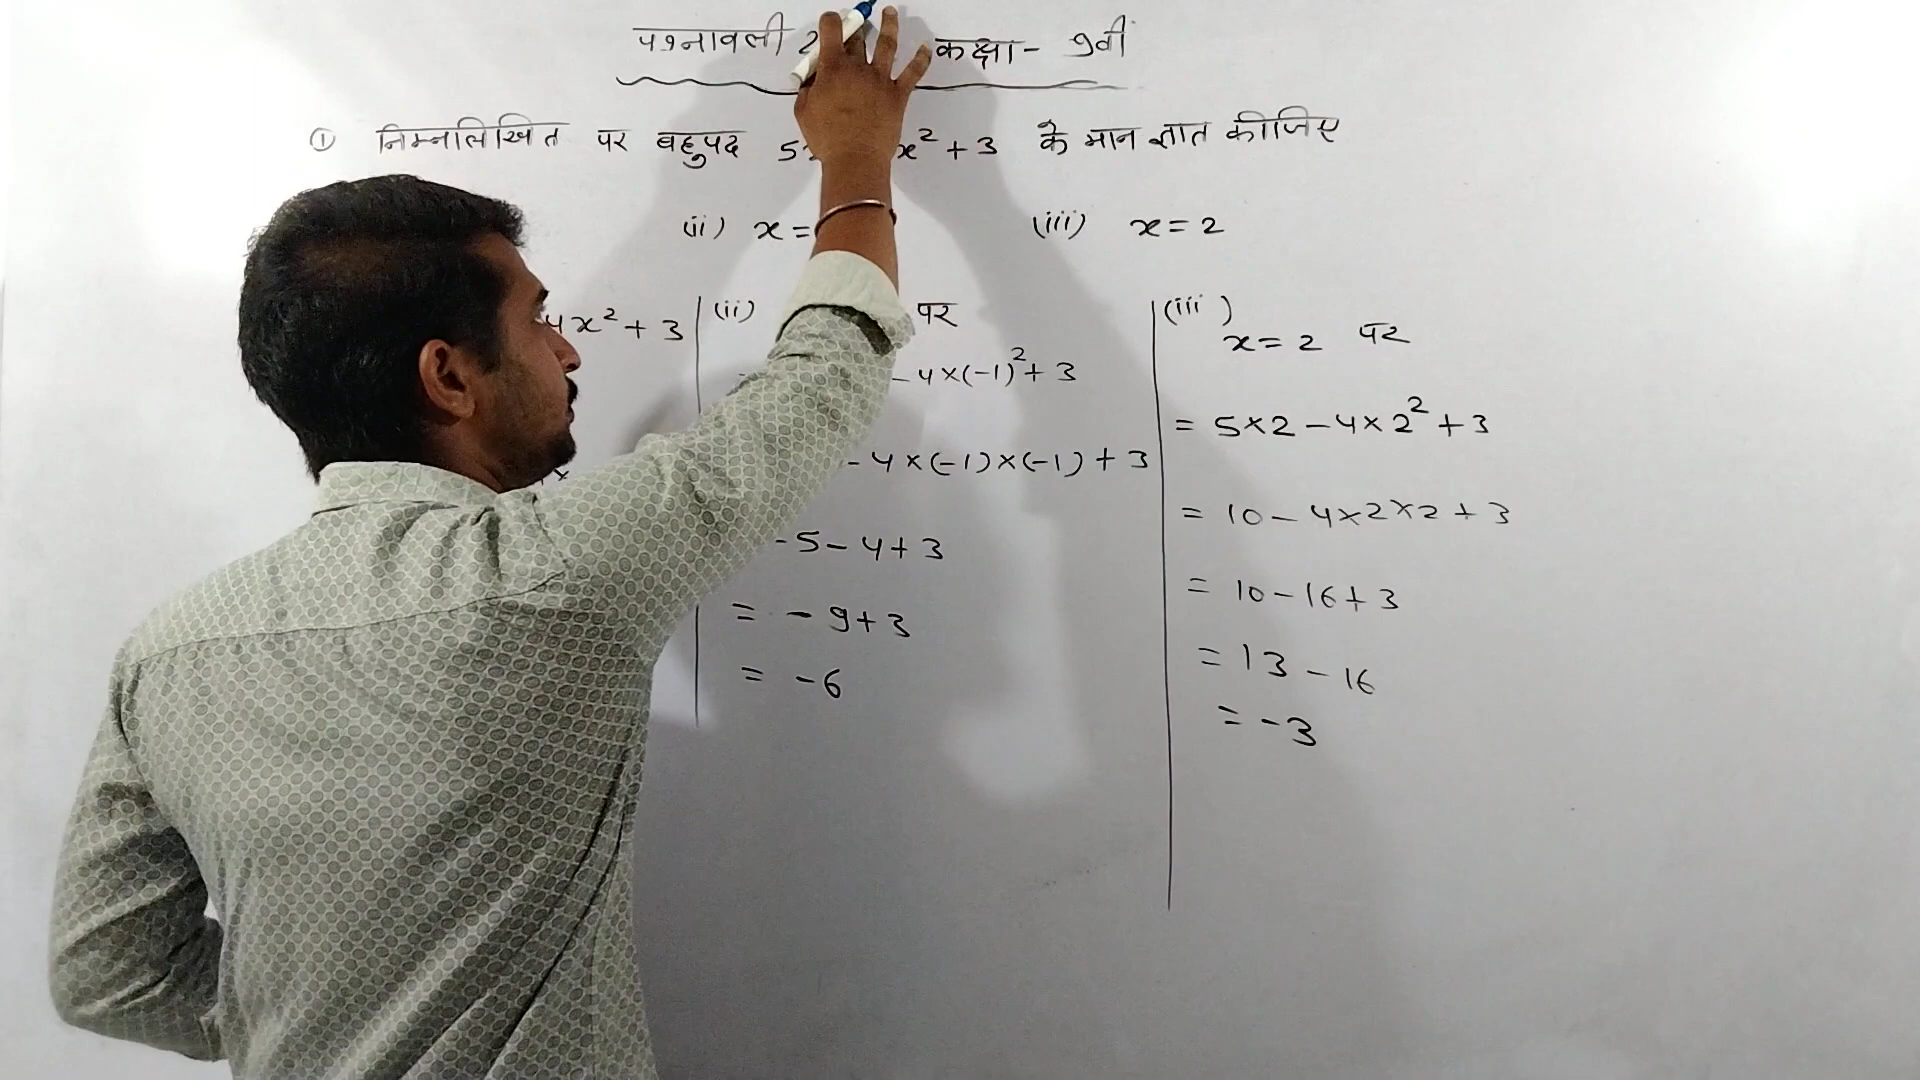 प्रश्नावली 2 कक्षा - 9वीं
① निम्नलिखित पर बहुपद 5x x² + 3 के मान ज्ञात कीजिए
(ii) x = (iii) x = 2
4x² + 3
(ii) पर
- 4×(-1)² + 3
- 4×(-1)×(-1) + 3
-5 - 4 + 3
= - 9 + 3
= - 6
(iii)
x = 2 पर
= 5×2 - 4×2² + 3
= 10 - 4×2×2 + 3
= 10 - 16 + 3
= 13 - 16
= - 3